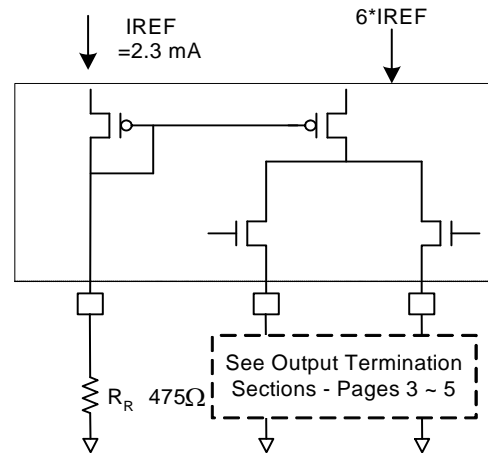 IREF
=2.3 mA
6*IREF
See Output Termination
Sections - Pages 3 ~ 5
RR 475Ω